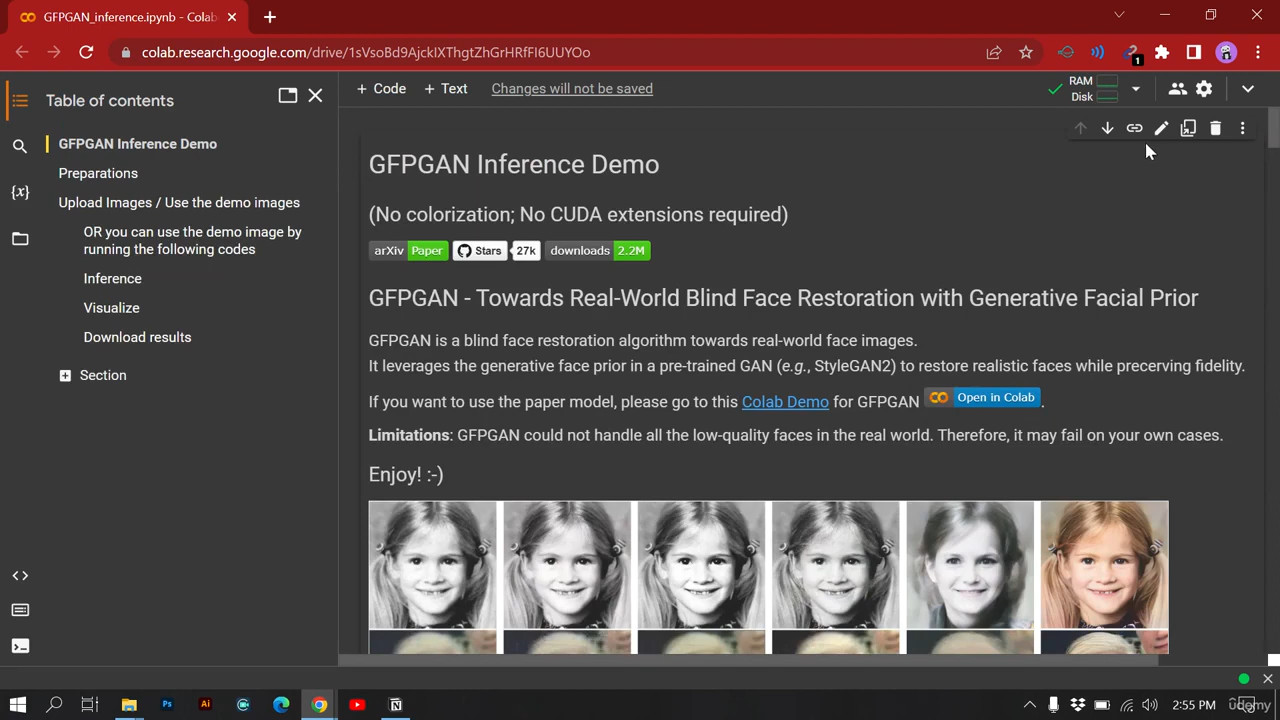 GFPGAN_inference.ipynb - Colab
colab.research.google.com/drive/1sVsoBd9AjckIXThgtZhGrHRfFI6UUYOo
1
Table of contents
+ Code
+ Text
Changes will not be saved
RAM
Disk
GFPGAN Inference Demo
Preparations
Upload Images / Use the demo images
OR you can use the demo image by
running the following codes
Inference
Visualize
Download results
Section
{x}
GFPGAN Inference Demo
(No colorization; No CUDA extensions required)
arXiv Paper Stars 27k downloads 2.2M
GFPGAN - Towards Real-World Blind Face Restoration with Generative Facial Prior
GFPGAN is a blind face restoration algorithm towards real-world face images.
It leverages the generative face prior in a pre-trained GAN (e.g., StyleGAN2) to restore realistic faces while precerving fidelity.
If you want to use the paper model, please go to this Colab Demo for GFPGAN Open in Colab.
Limitations: GFPGAN could not handle all the low-quality faces in the real world. Therefore, it may fail on your own cases.
Enjoy! :-)
Ps
Ai
N
2:55 PM
Udemy